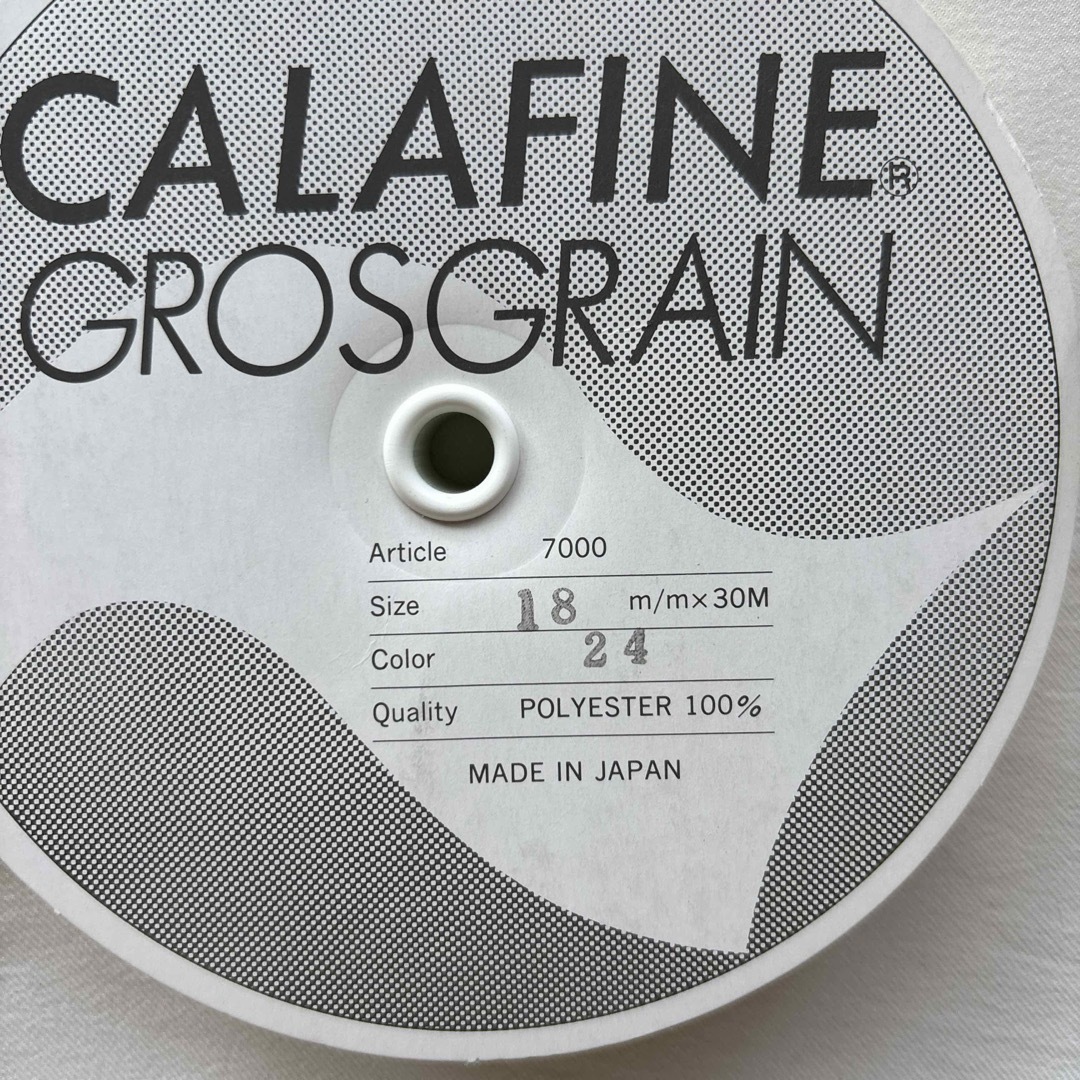 CALAFINE®
GROSGRAIN
Article 7000
Size 18 m/m×30M
Color 24
Quality POLYESTER 100%
MADE IN JAPAN